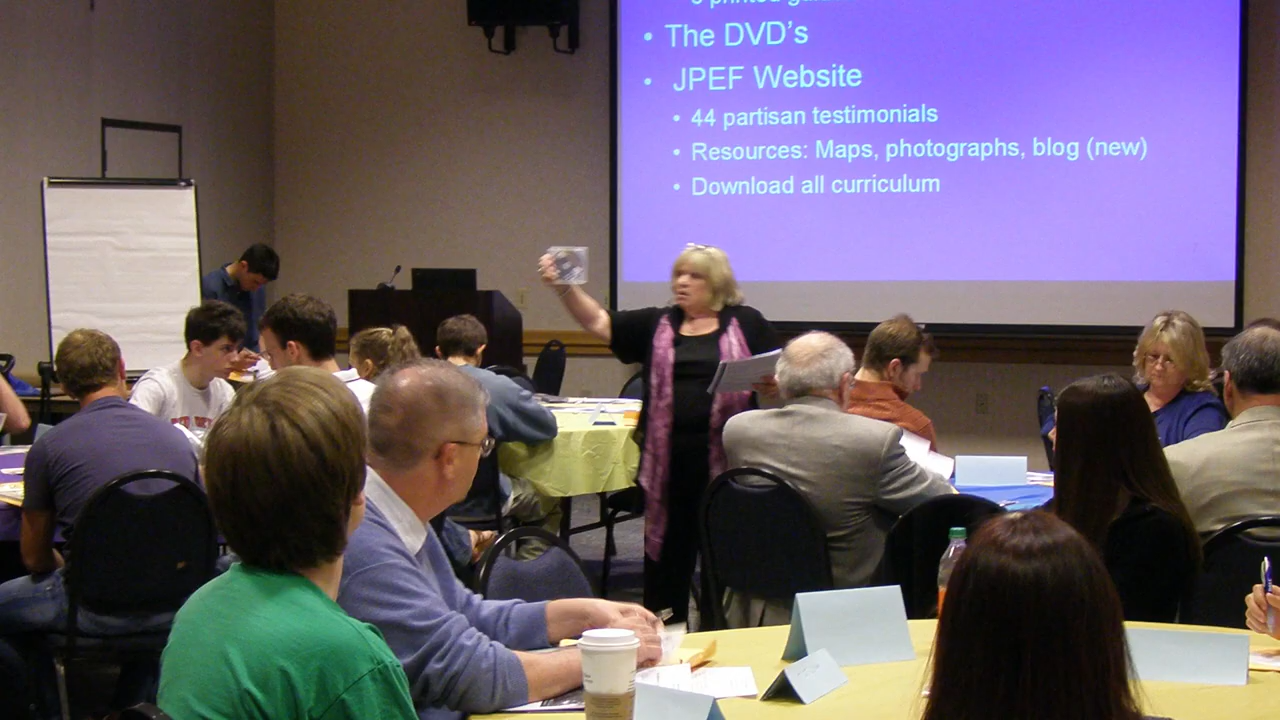 The DVD's
JPEF Website
44 partisan testimonials
Resources: Maps, photographs, blog (new)
Download all curriculum